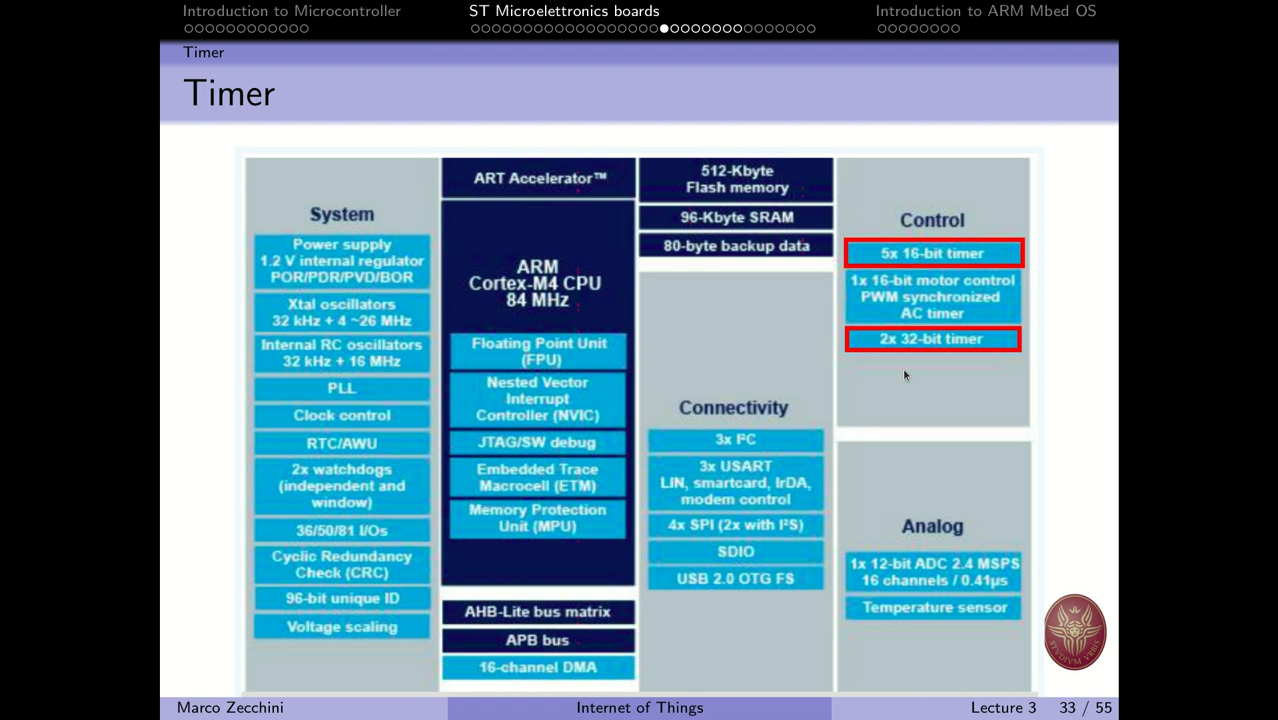 Introduction to Microcontroller
ST Microelettronics boards
Introduction to ARM Mbed OS
Timer
Timer
System
Power supply
1.2 V internal regulator
POR/PDR/PVD/BOR
Xtal oscillators
32 kHz + 4 ~26 MHz
Internal RC oscillators
32 kHz + 16 MHz
PLL
Clock control
RTC/AWU
2x watchdogs
(independent and
window)
36/50/81 I/Os
Cyclic Redundancy
Check (CRC)
96-bit unique ID
Voltage scaling
ART Accelerator™
ARM
Cortex-M4 CPU
84 MHz
Floating Point Unit
(FPU)
Nested Vector
Interrupt
Controller (NVIC)
JTAG/SW debug
Embedded Trace
Macrocell (ETM)
Memory Protection
Unit (MPU)
AHB-Lite bus matrix
APB bus
16-channel DMA
512-Kbyte
Flash memory
96-Kbyte SRAM
80-byte backup data
Connectivity
3x I²C
3x USART
LIN, smartcard, IrDA,
modem control
4x SPI (2x with I²S)
SDIO
USB 2.0 OTG FS
Control
5x 16-bit timer
1x 16-bit motor control
PWM synchronized
AC timer
2x 32-bit timer
Analog
1x 12-bit ADC 2.4 MSPS
16 channels / 0.41µs
Temperature sensor
STVDIVM VRBIS
Marco Zecchini
Internet of Things
Lecture 3
33 / 55